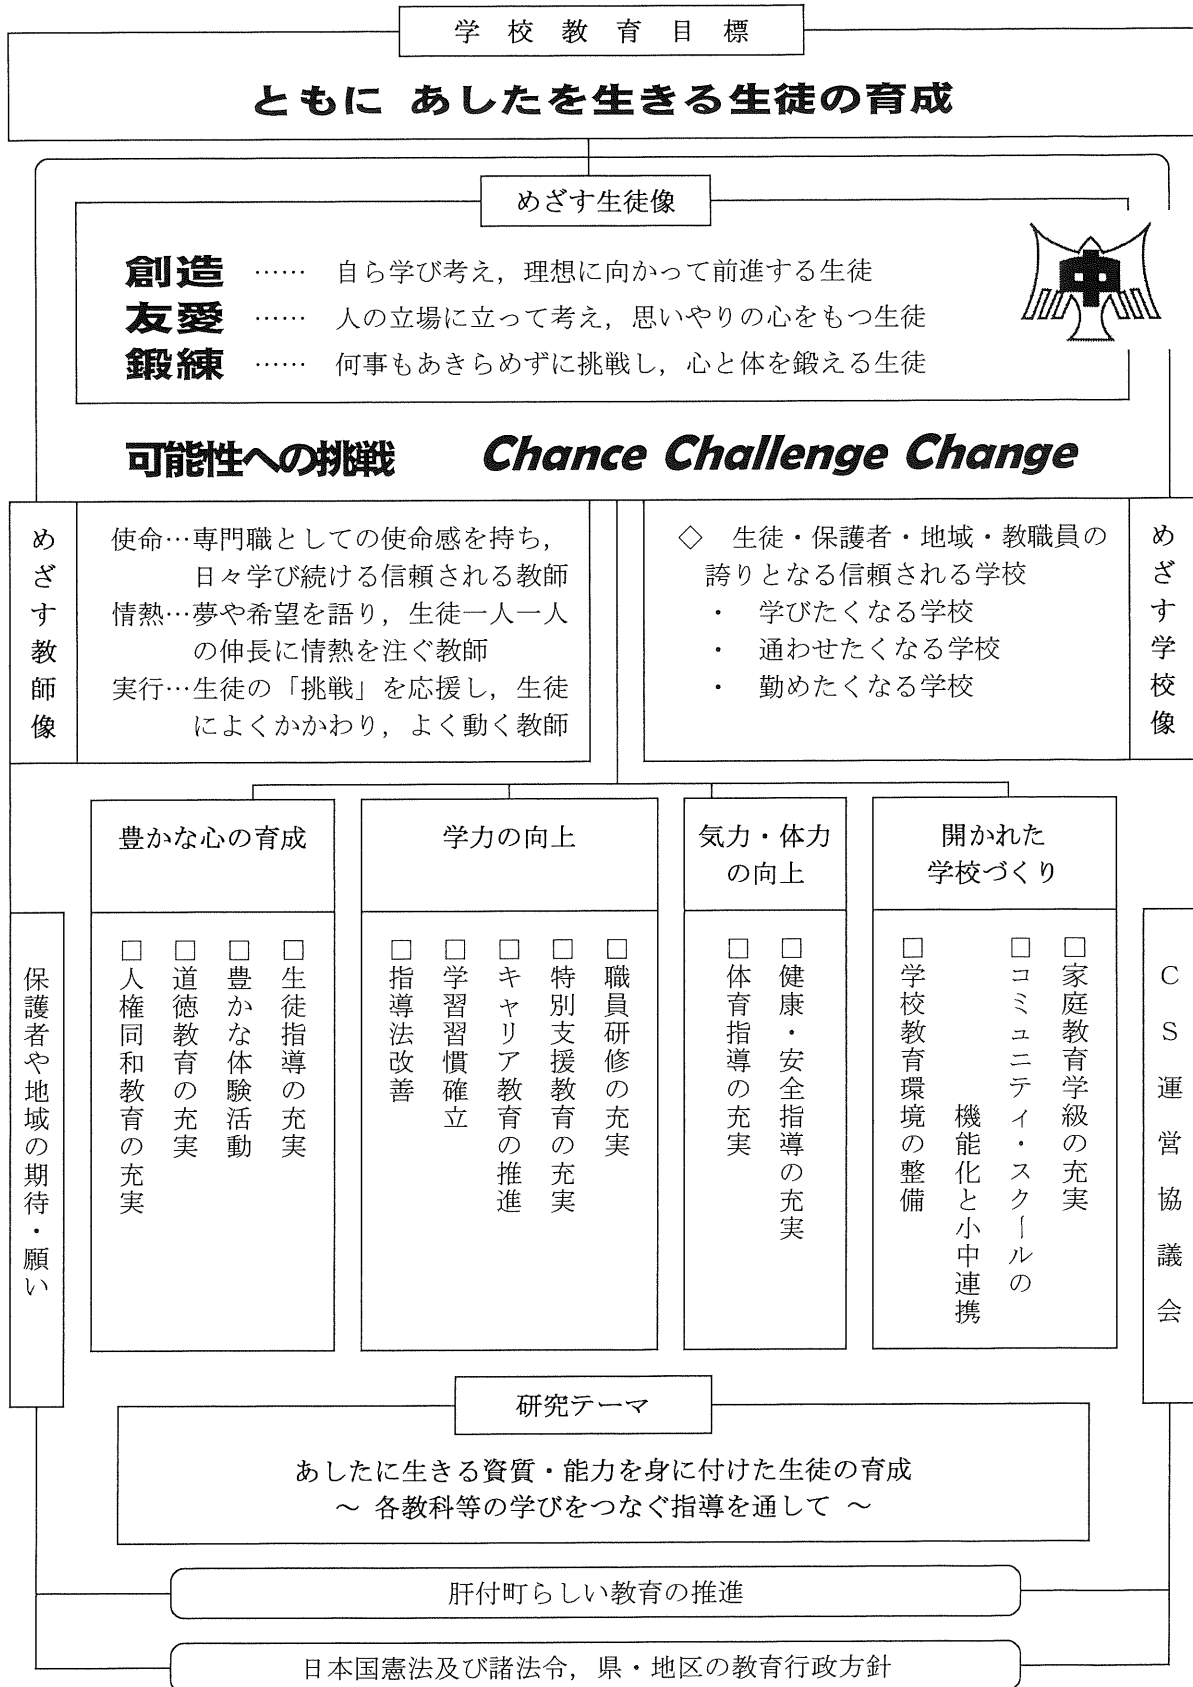 学校教育目標
ともに あしたを生きる生徒の育成
めざす生徒像
創造 …… 自ら学び考え，理想に向かって前進する生徒
友愛 …… 人の立場に立って考え，思いやりの心をもつ生徒
鍛練 …… 何事もあきらめずに挑戦し，心と体を鍛える生徒
中
可能性への挑戦 Chance Challenge Change
めざす教師像
使命…専門職としての使命感を持ち，
日々学び続ける信頼される教師
情熱…夢や希望を語り，生徒一人一人
の伸長に情熱を注ぐ教師
実行…生徒の「挑戦」を応援し，生徒
によくかかわり，よく動く教師
◇ 生徒・保護者・地域・教職員の
誇りとなる信頼される学校
・ 学びたくなる学校
・ 通わせたくなる学校
・ 勤めたくなる学校
めざす学校像
豊かな心の育成
□生徒指導の充実
□豊かな体験活動
□道徳教育の充実
□人権同和教育の充実
学力の向上
□職員研修の充実
□特別支援教育の充実
□キャリア教育の推進
□学習習慣確立
□指導法改善
気力・体力
の向上
□健康・安全指導の充実
□体育指導の充実
開かれた
学校づくり
□家庭教育学級の充実
□コミュニティ・スクールの
機能化と小中連携
□学校教育環境の整備
保護者や地域の期待・願い
CS運営協議会
研究テーマ
あしたに生きる資質・能力を身に付けた生徒の育成
～ 各教科等の学びをつなぐ指導を通して ～
肝付町らしい教育の推進
日本国憲法及び諸法令，県・地区の教育行政方針